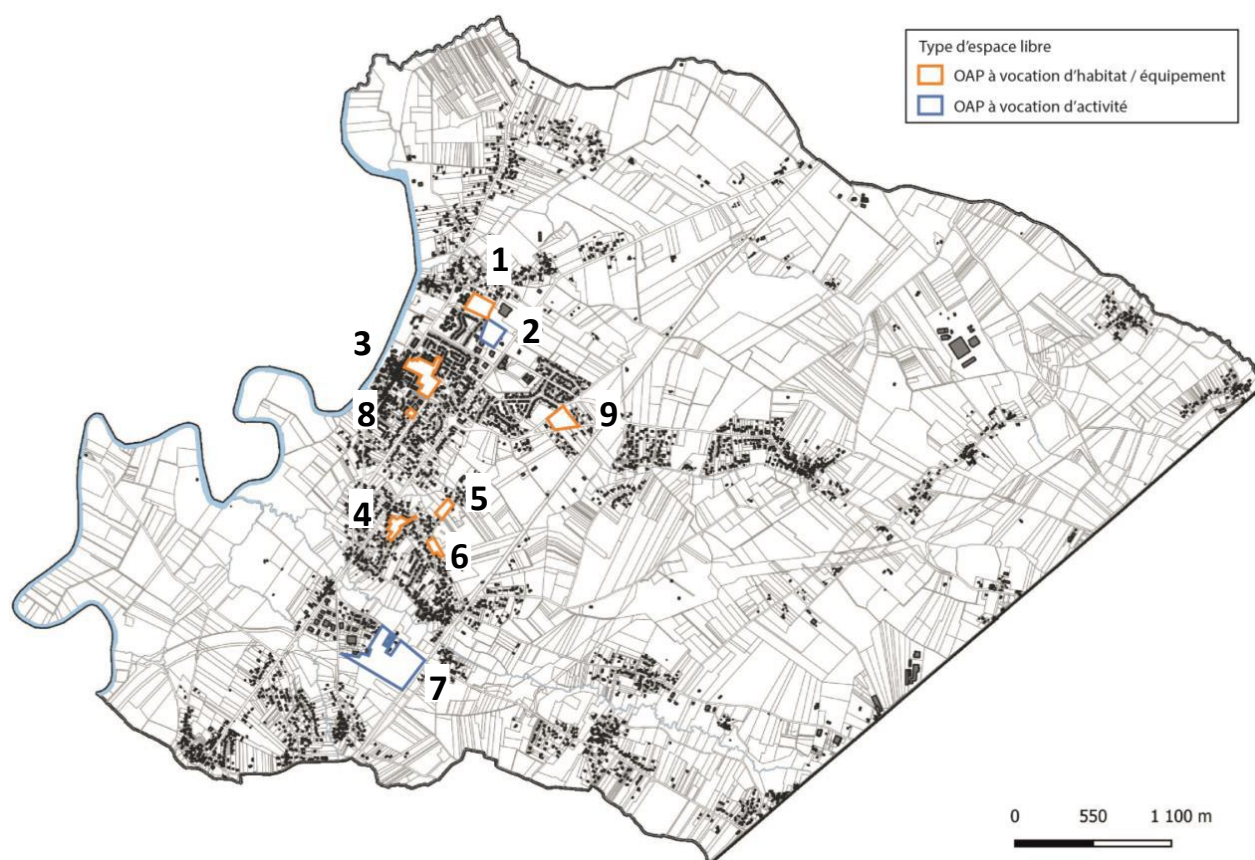 Type d'espace libre
OAP à vocation d'habitat / équipement
OAP à vocation d'activité
1
2
3
8
9
5
4
6
7
0 550 1 100 m